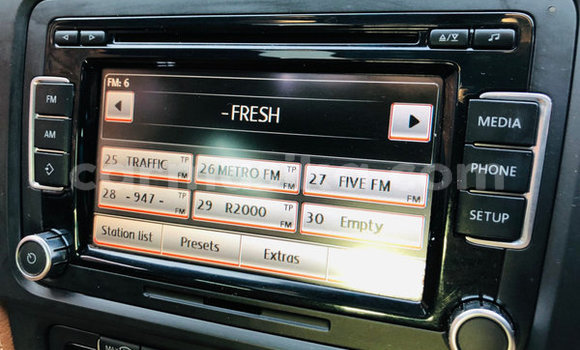 FM: 6
-FRESH
25 TRAFFIC TP FM
26 METRO FM TP FM
27 FIVE FM FM
28 - 947 - FM
29 R2000 TP FM
30 Empty
Station list
Presets
Extras
FM
AM
MEDIA
PHONE
SETUP